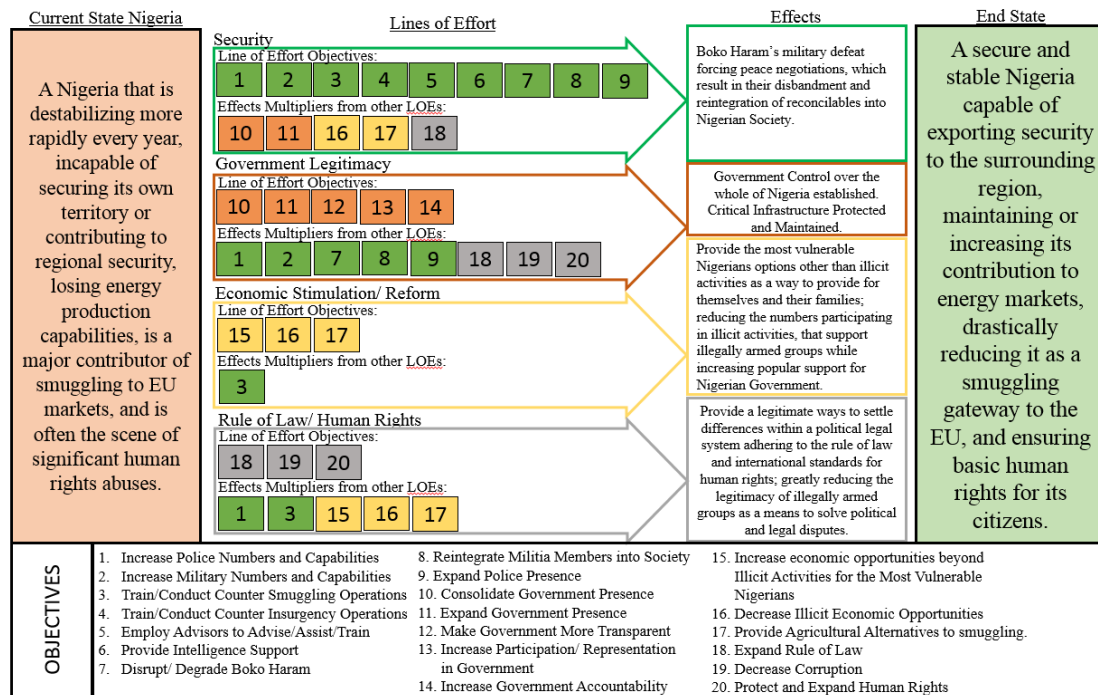 Current State Nigeria
Lines of Effort
Effects
End State
A Nigeria that is
destabilizing more
rapidly every year,
incapable of
securing its own
territory or
contributing to
regional security,
losing energy
production
capabilities, is a
major contributor of
smuggling to EU
markets, and is
often the scene of
significant human
rights abuses.
Security
Line of Effort Objectives:
1 2 3 4 5 6 7 8 9
Effects Multipliers from other LOEs:
10 11 16 17 18
Government Legitimacy
Line of Effort Objectives:
10 11 12 13 14
Effects Multipliers from other LOEs:
1 2 7 8 9 18 19 20
Economic Stimulation/ Reform
Line of Effort Objectives:
15 16 17
Effects Multipliers from other LOEs:
3
Rule of Law/ Human Rights
Line of Effort Objectives:
18 19 20
Effects Multipliers from other LOEs:
1 3 15 16 17
Boko Haram’s military defeat
forcing peace negotiations, which
result in their disbandment and
reintegration of reconcilables into
Nigerian Society.
Government Control over the
whole of Nigeria established.
Critical Infrastructure Protected
and Maintained.
Provide the most vulnerable
Nigerians options other than illicit
activities as a way to provide for
themselves and their families;
reducing the numbers participating
in illicit activities, that support
illegally armed groups while
increasing popular support for
Nigerian Government.
Provide a legitimate ways to settle
differences within a political legal
system adhering to the rule of law
and international standards for
human rights; greatly reducing the
legitimacy of illegally armed
groups as a means to solve political
and legal disputes.
A secure and
stable Nigeria
capable of
exporting security
to the surrounding
region,
maintaining or
increasing its
contribution to
energy markets,
drastically
reducing it as a
smuggling
gateway to the
EU, and ensuring
basic human
rights for its
citizens.
OBJECTIVES
1. Increase Police Numbers and Capabilities
2. Increase Military Numbers and Capabilities
3. Train/Conduct Counter Smuggling Operations
4. Train/Conduct Counter Insurgency Operations
5. Employ Advisors to Advise/Assist/Train
6. Provide Intelligence Support
7. Disrupt/ Degrade Boko Haram
8. Reintegrate Militia Members into Society
9. Expand Police Presence
10. Consolidate Government Presence
11. Expand Government Presence
12. Make Government More Transparent
13. Increase Participation/ Representation
in Government
14. Increase Government Accountability
15. Increase economic opportunities beyond
Illicit Activities for the Most Vulnerable
Nigerians
16. Decrease Illicit Economic Opportunities
17. Provide Agricultural Alternatives to smuggling.
18. Expand Rule of Law
19. Decrease Corruption
20. Protect and Expand Human Rights